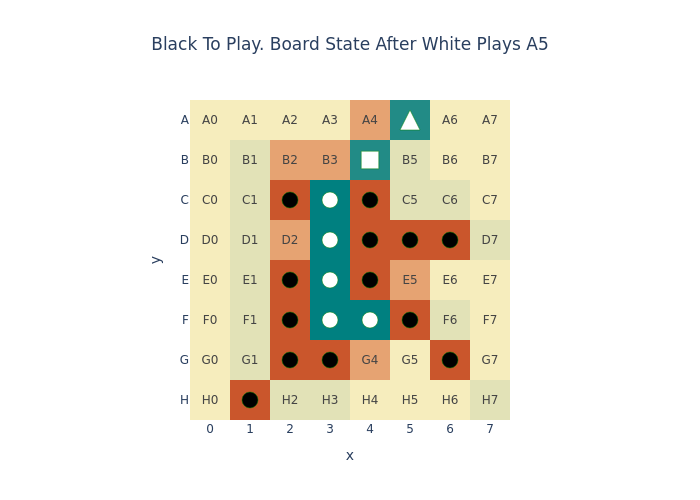 Black To Play. Board State After White Plays A5
A A0 A1 A2 A3 A4 A6 A7
B B0 B1 B2 B3 B5 B6 B7
C C0 C1 C5 C6 C7
D D0 D1 D2 D7
E E0 E1 E5 E6 E7
F F0 F1 F6 F7
G G0 G1 G4 G5 G7
H H0 H2 H3 H4 H5 H6 H7
0 1 2 3 4 5 6 7
x
y